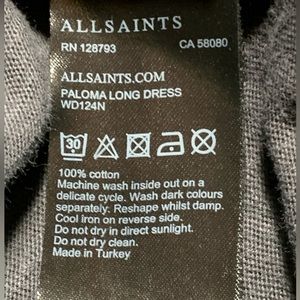 ALLSAINTS
RN 128793 CA 58080
ALLSAINTS.COM
PALOMA LONG DRESS
WD124N
30
100% cotton
Machine wash inside out on a
delicate cycle. Wash dark colours
separately. Reshape whilst damp.
Cool iron on reverse side.
Do not dry in direct sunlight.
Do not dry clean.
Made in Turkey